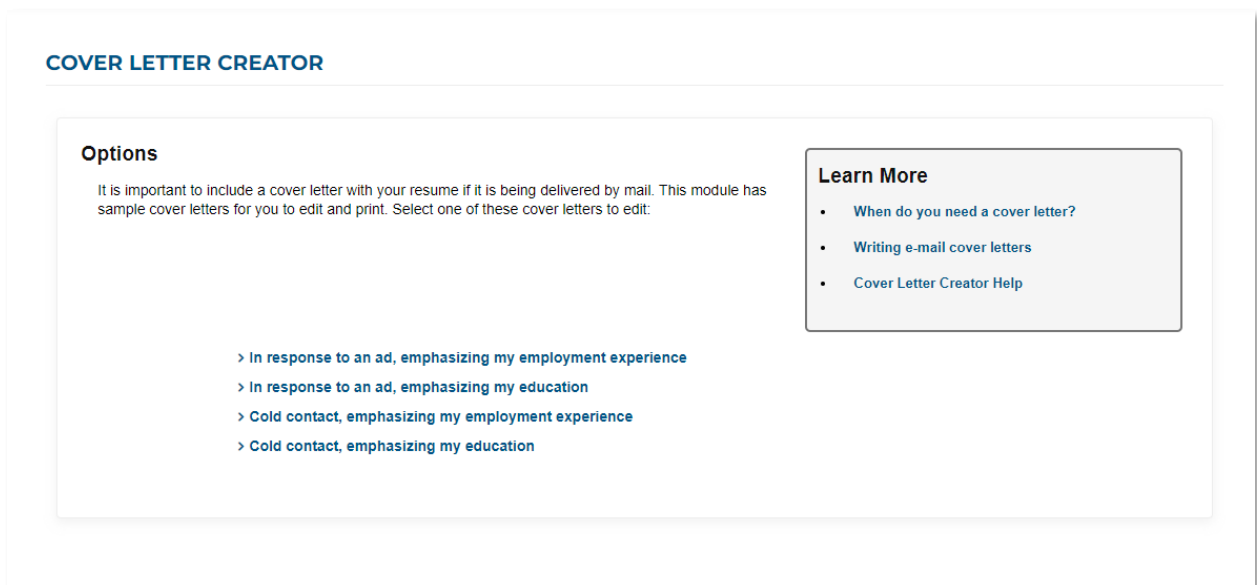 COVER LETTER CREATOR
Options
It is important to include a cover letter with your resume if it is being delivered by mail. This module has
sample cover letters for you to edit and print. Select one of these cover letters to edit:
Learn More
• When do you need a cover letter?
• Writing e-mail cover letters
• Cover Letter Creator Help
> In response to an ad, emphasizing my employment experience
> In response to an ad, emphasizing my education
> Cold contact, emphasizing my employment experience
> Cold contact, emphasizing my education